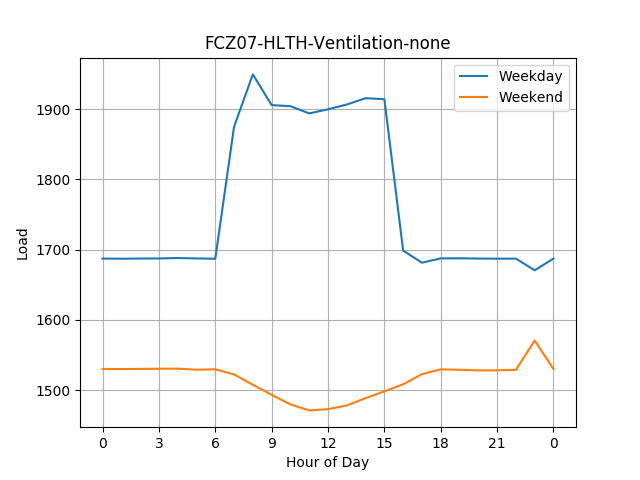 FCZ07-HLTH-Ventilation-none
Weekday
Weekend
Load
1900
1800
1700
1600
1500
0 3 6 9 12 15 18 21 0
Hour of Day